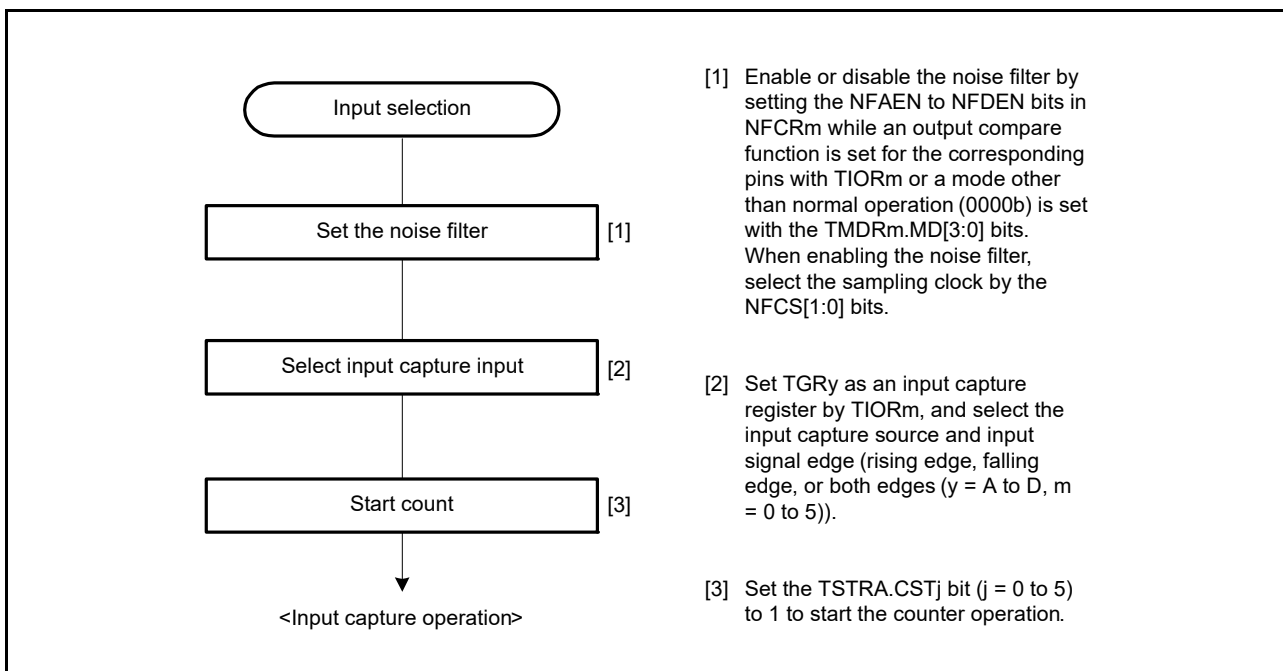 Input selection
Set the noise filter
[1]
Select input capture input
[2]
Start count
[3]
<Input capture operation>
[1] Enable or disable the noise filter by
setting the NFAEN to NFDEN bits in
NFCRm while an output compare
function is set for the corresponding
pins with TIORm or a mode other
than normal operation (0000b) is set
with the TMDRm.MD[3:0] bits.
When enabling the noise filter,
select the sampling clock by the
NFCS[1:0] bits.
[2] Set TGRy as an input capture
register by TIORm, and select the
input capture source and input
signal edge (rising edge, falling
edge, or both edges (y = A to D, m
= 0 to 5)).
[3] Set the TSTRA.CSTj bit (j = 0 to 5)
to 1 to start the counter operation.